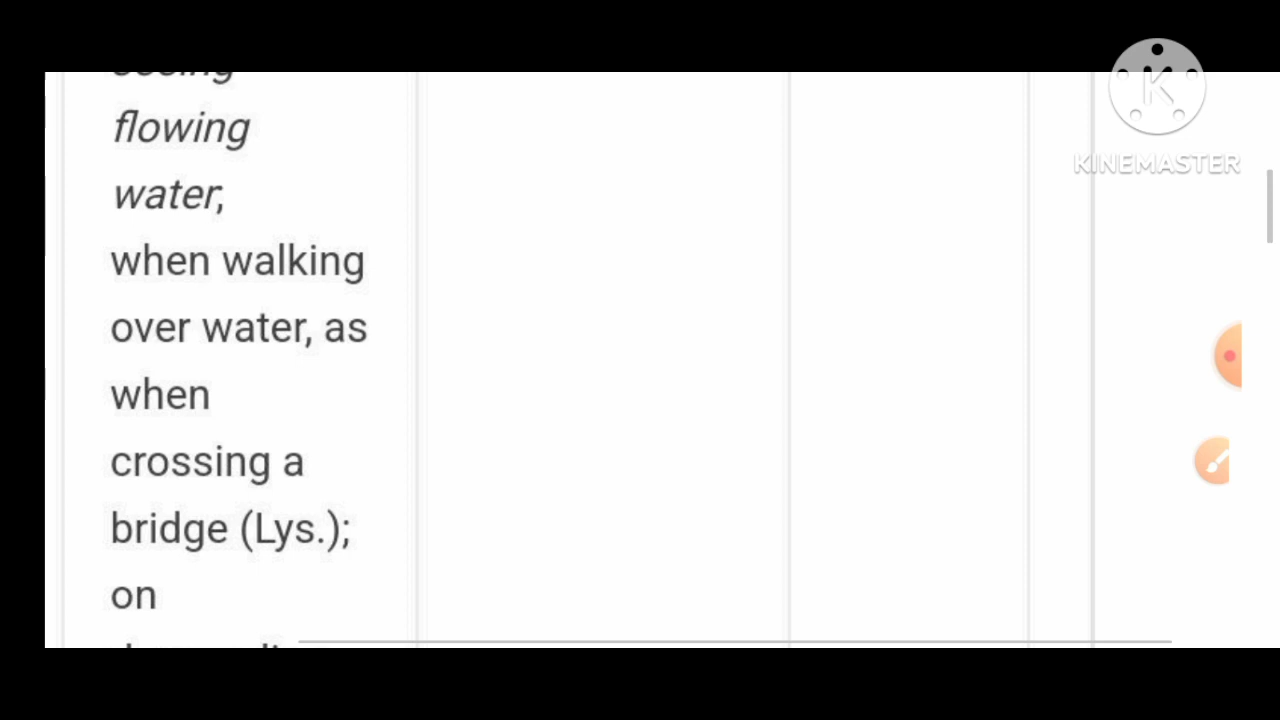 flowing
water;
when walking
over water, as
when
crossing a
bridge (Lys.);
on
K
KINEMASTER